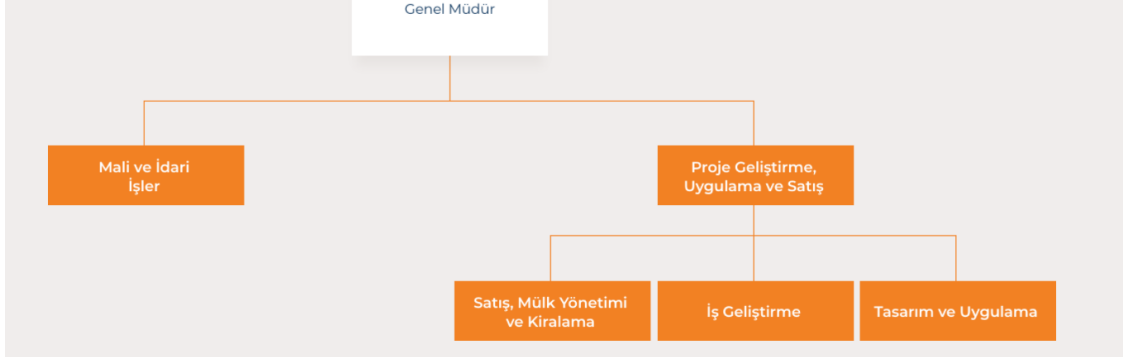 Genel Müdür
Mali ve İdari
İşler
Proje Geliştirme,
Uygulama ve Satış
Satış, Mülk Yönetimi
ve Kiralama
İş Geliştirme
Tasarım ve Uygulama